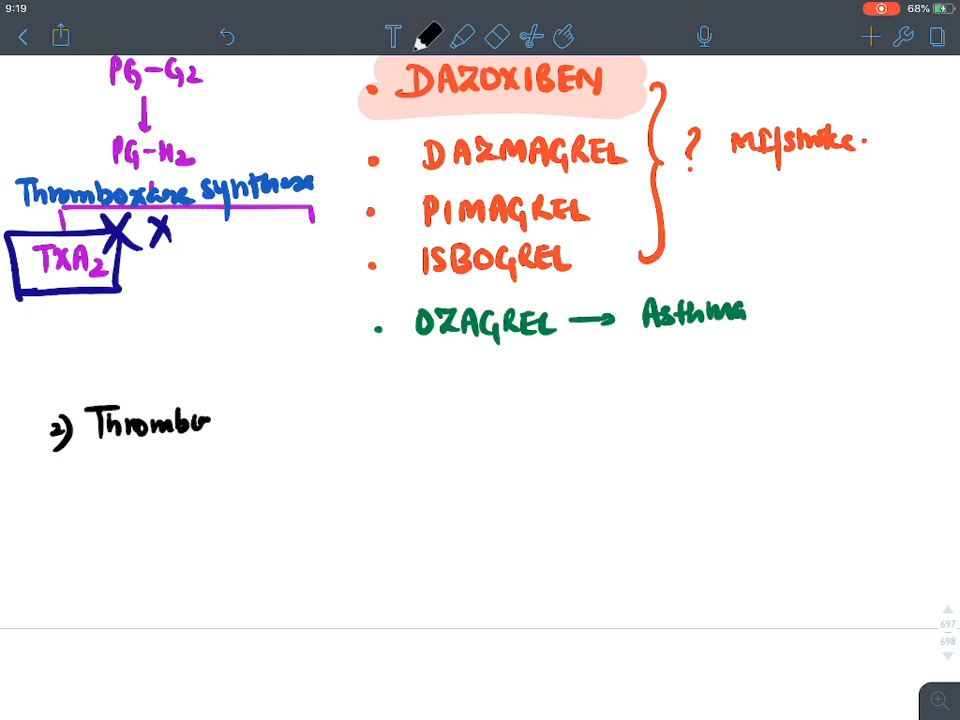 9:19
68%
T
PG-G2
↓
PG-H2
Thromboxane synthase
X X
TXA2
• DAZOXIBEN
• DAZMAGREL
• PIMAGREL
• ISBOGREL
? MI/stroke.
• OZAGREL → Asthma
2) Thrombo
697
698